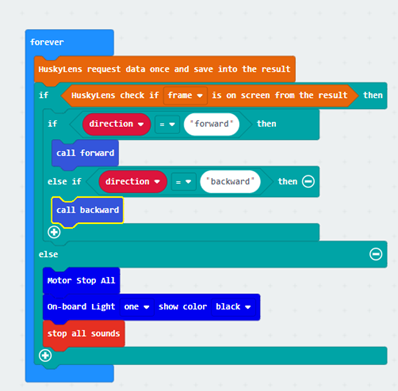 forever
HuskyLens request data once and save into the result
if HuskyLens check if frame is on screen from the result then
if direction = "forward" then
call forward
else if direction = "backward" then
call backward
else
Motor Stop All
On-board Light one show color black
stop all sounds